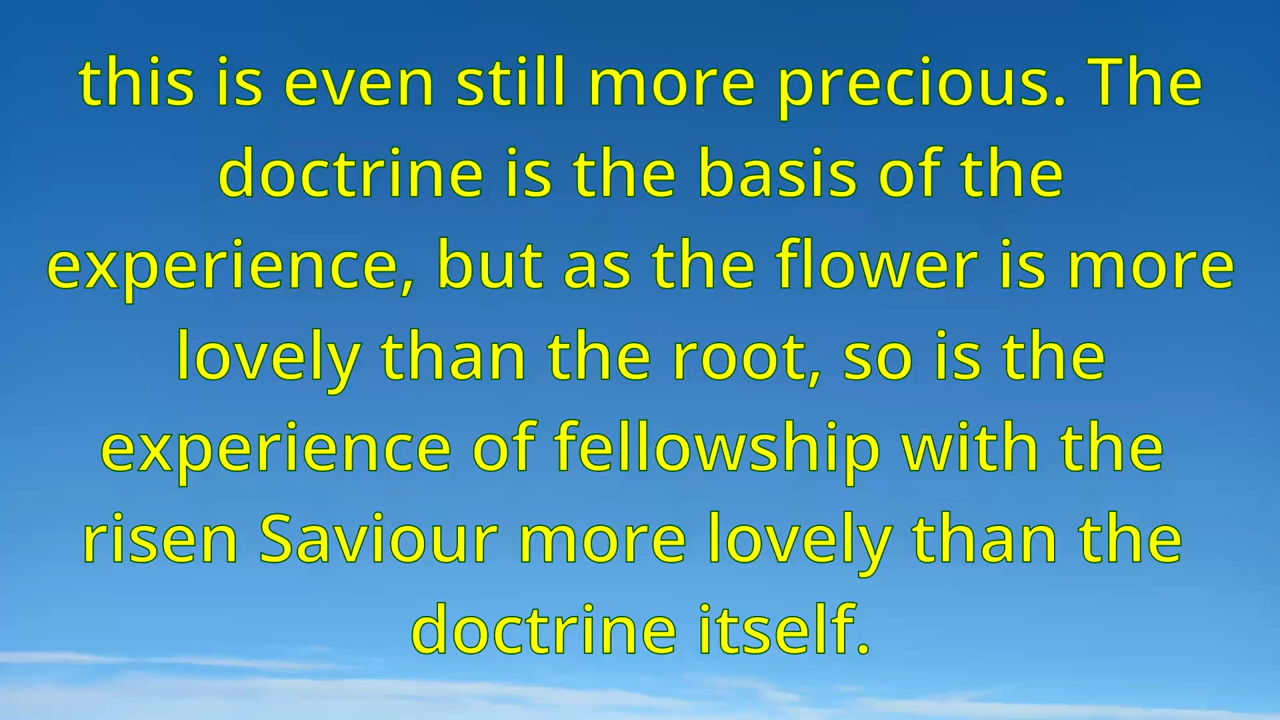 this is even still more precious. The
doctrine is the basis of the
experience, but as the flower is more
lovely than the root, so is the
experience of fellowship with the
risen Saviour more lovely than the
doctrine itself.